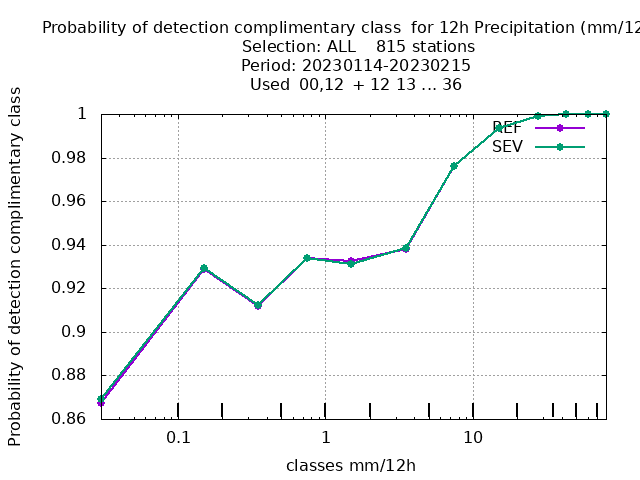 Probability of detection complimentary class  for 12h Precipitation (mm/12
Selection: ALL    815 stations
Period: 20230114-20230215
Used  00,12  + 12 13 ... 36
Probability of detection complimentary class
1
0.98
0.96
0.94
0.92
0.9
0.88
0.86
REF
SEV
0.1
1
10
classes mm/12h